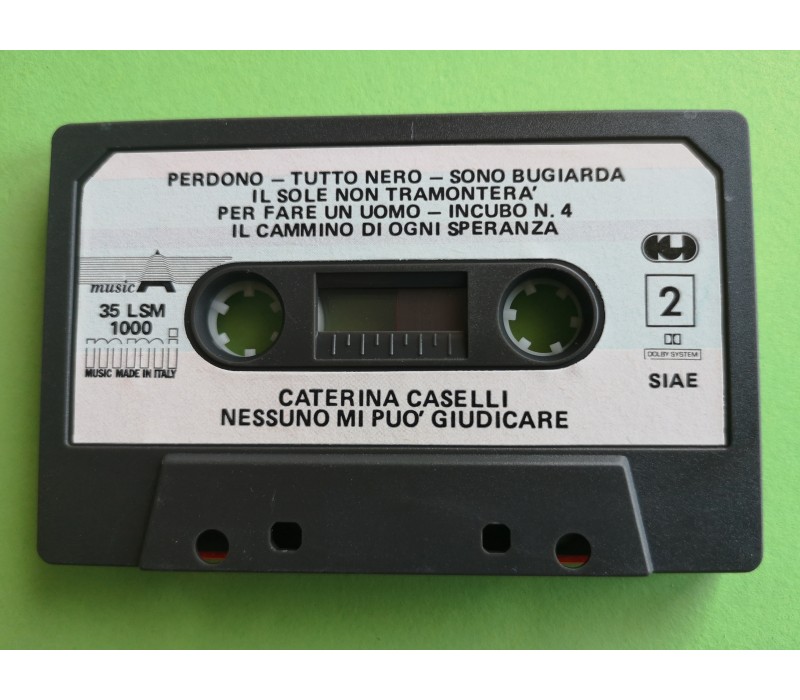 PERDONO – TUTTO NERO – SONO BUGIARDA
IL SOLE NON TRAMONTERA'
PER FARE UN UOMO – INCUBO N. 4
IL CAMMINO DI OGNI SPERANZA
music A
35 LSM
1000
mmi
MUSIC MADE IN ITALY
2
DOLBY SYSTEM
SIAE
CATERINA CASELLI
NESSUNO MI PUO' GIUDICARE